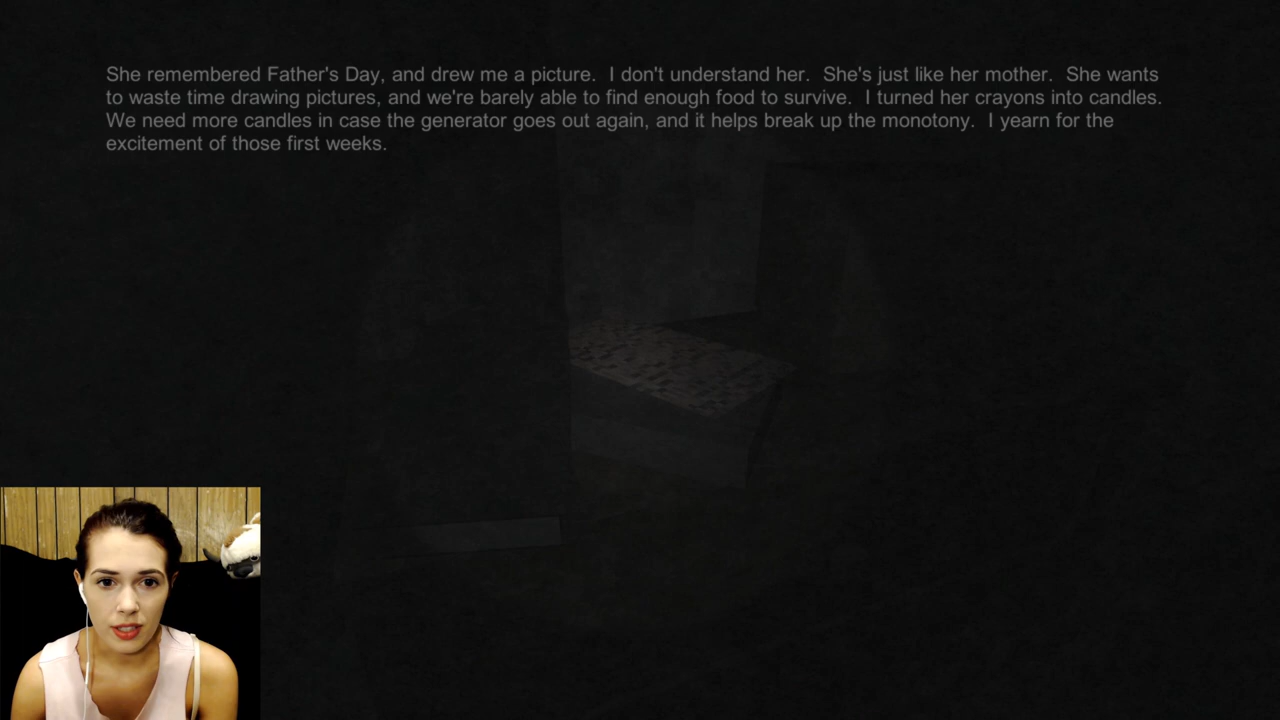 She remembered Father's Day, and drew me a picture.  I don't understand her.  She's just like her mother.  She wants
to waste time drawing pictures, and we're barely able to find enough food to survive.  I turned her crayons into candles.
We need more candles in case the generator goes out again, and it helps break up the monotony.  I yearn for the
excitement of those first weeks.